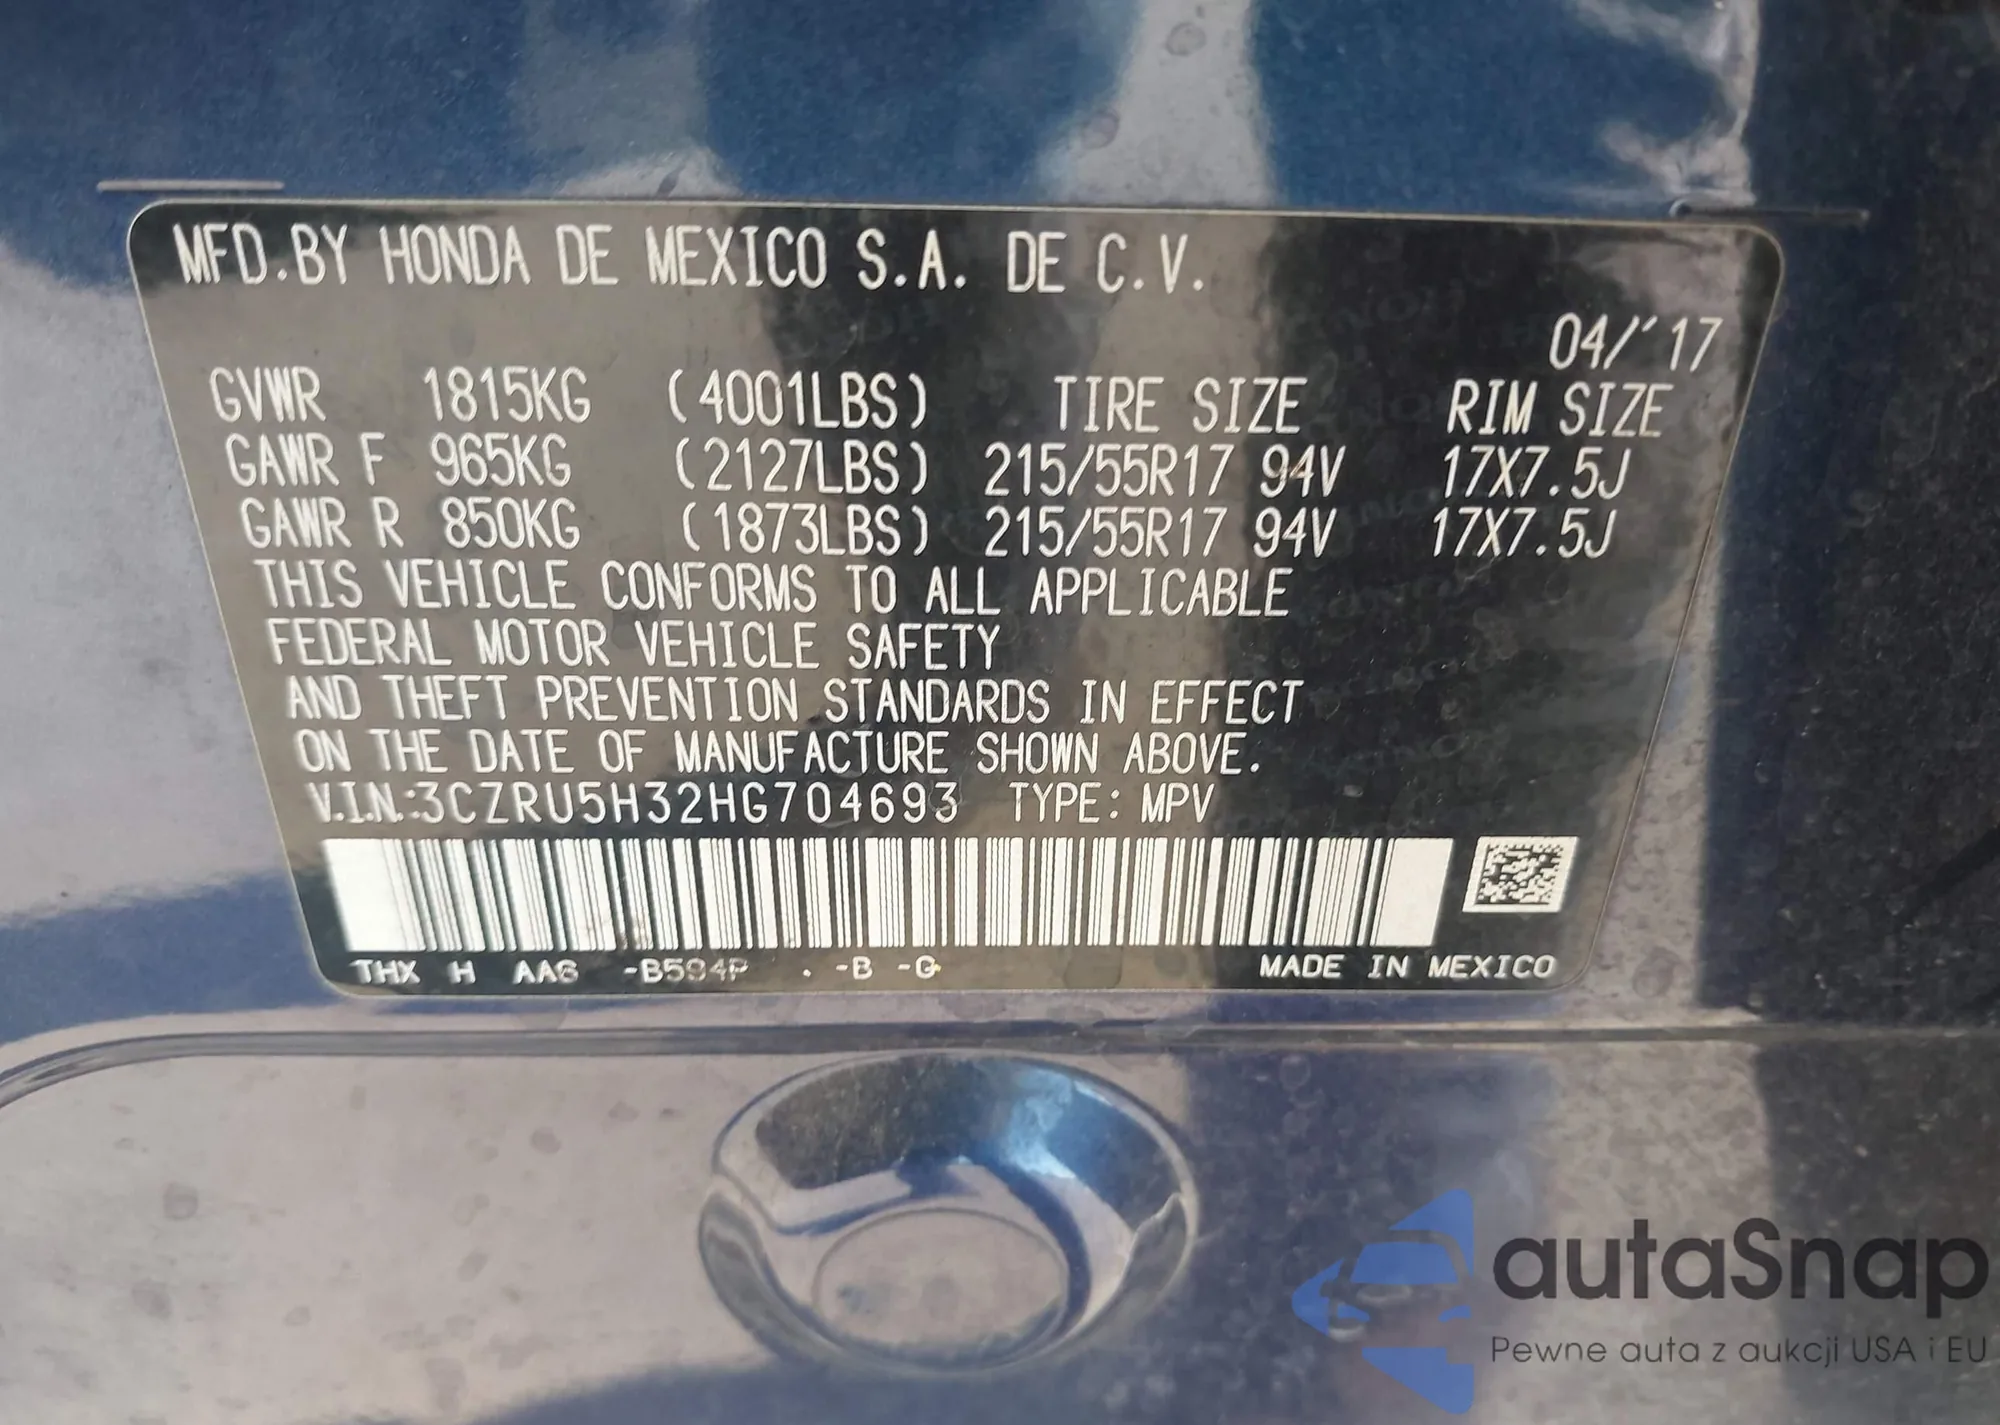 MFD.BY HONDA DE MEXICO S.A. DE C.V.
04/'17
GVWR 1815KG (4001LBS) TIRE SIZE RIM SIZE
GAWR F 965KG (2127LBS) 215/55R17 94V 17X7.5J
GAWR R 850KG (1873LBS) 215/55R17 94V 17X7.5J
THIS VEHICLE CONFORMS TO ALL APPLICABLE
FEDERAL MOTOR VEHICLE SAFETY
AND THEFT PREVENTION STANDARDS IN EFFECT
ON THE DATE OF MANUFACTURE SHOWN ABOVE.
V.I.N.:3CZRU5H32HG704693 TYPE: MPV
THX H AA6 -B594P . -B -G MADE IN MEXICO
autaSnap
Pewne auta z aukcji USA i EU